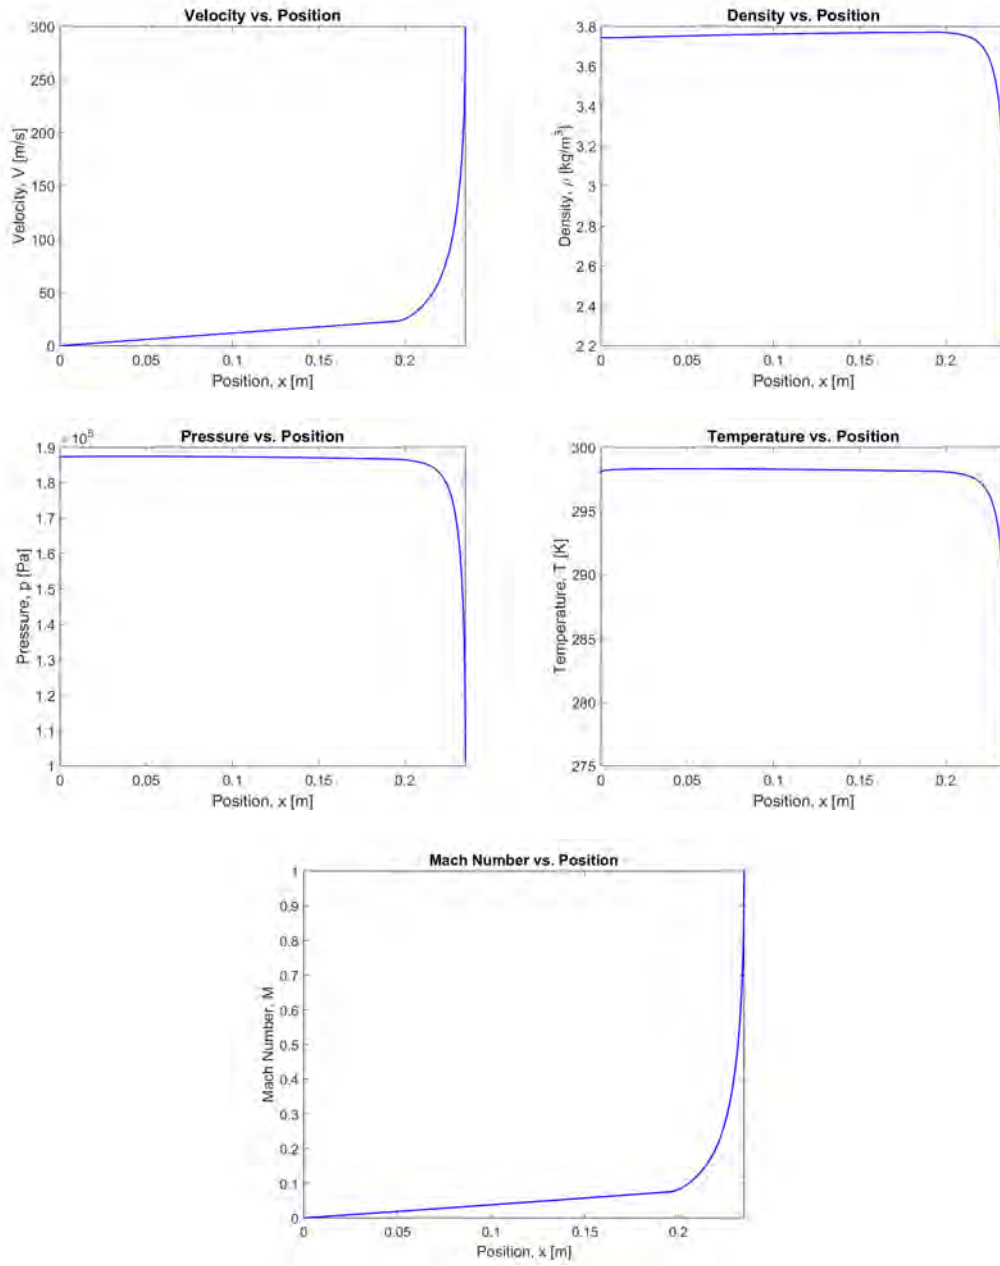 Velocity vs. Position
300
250
200
150
100
50
0
Velocity, V [m/s]
0 0.05 0.1 0.15 0.2
Position, x [m]
Density vs. Position
3.8
3.6
3.4
3.2
3
2.8
2.6
2.4
2.2
Density, ρ [kg/m³]
0 0.05 0.1 0.15 0.2
Position, x [m]
Pressure vs. Position
× 10⁵
1.9
1.8
1.7
1.6
1.5
1.4
1.3
1.2
1.1
1
Pressure, p [Pa]
0 0.05 0.1 0.15 0.2
Position, x [m]
Temperature vs. Position
300
295
290
285
280
275
Temperature, T [K]
0 0.05 0.1 0.15 0.2
Position, x [m]
Mach Number vs. Position
1
0.9
0.8
0.7
0.6
0.5
0.4
0.3
0.2
0.1
0
Mach Number, M
0 0.05 0.1 0.15 0.2
Position, x [m]